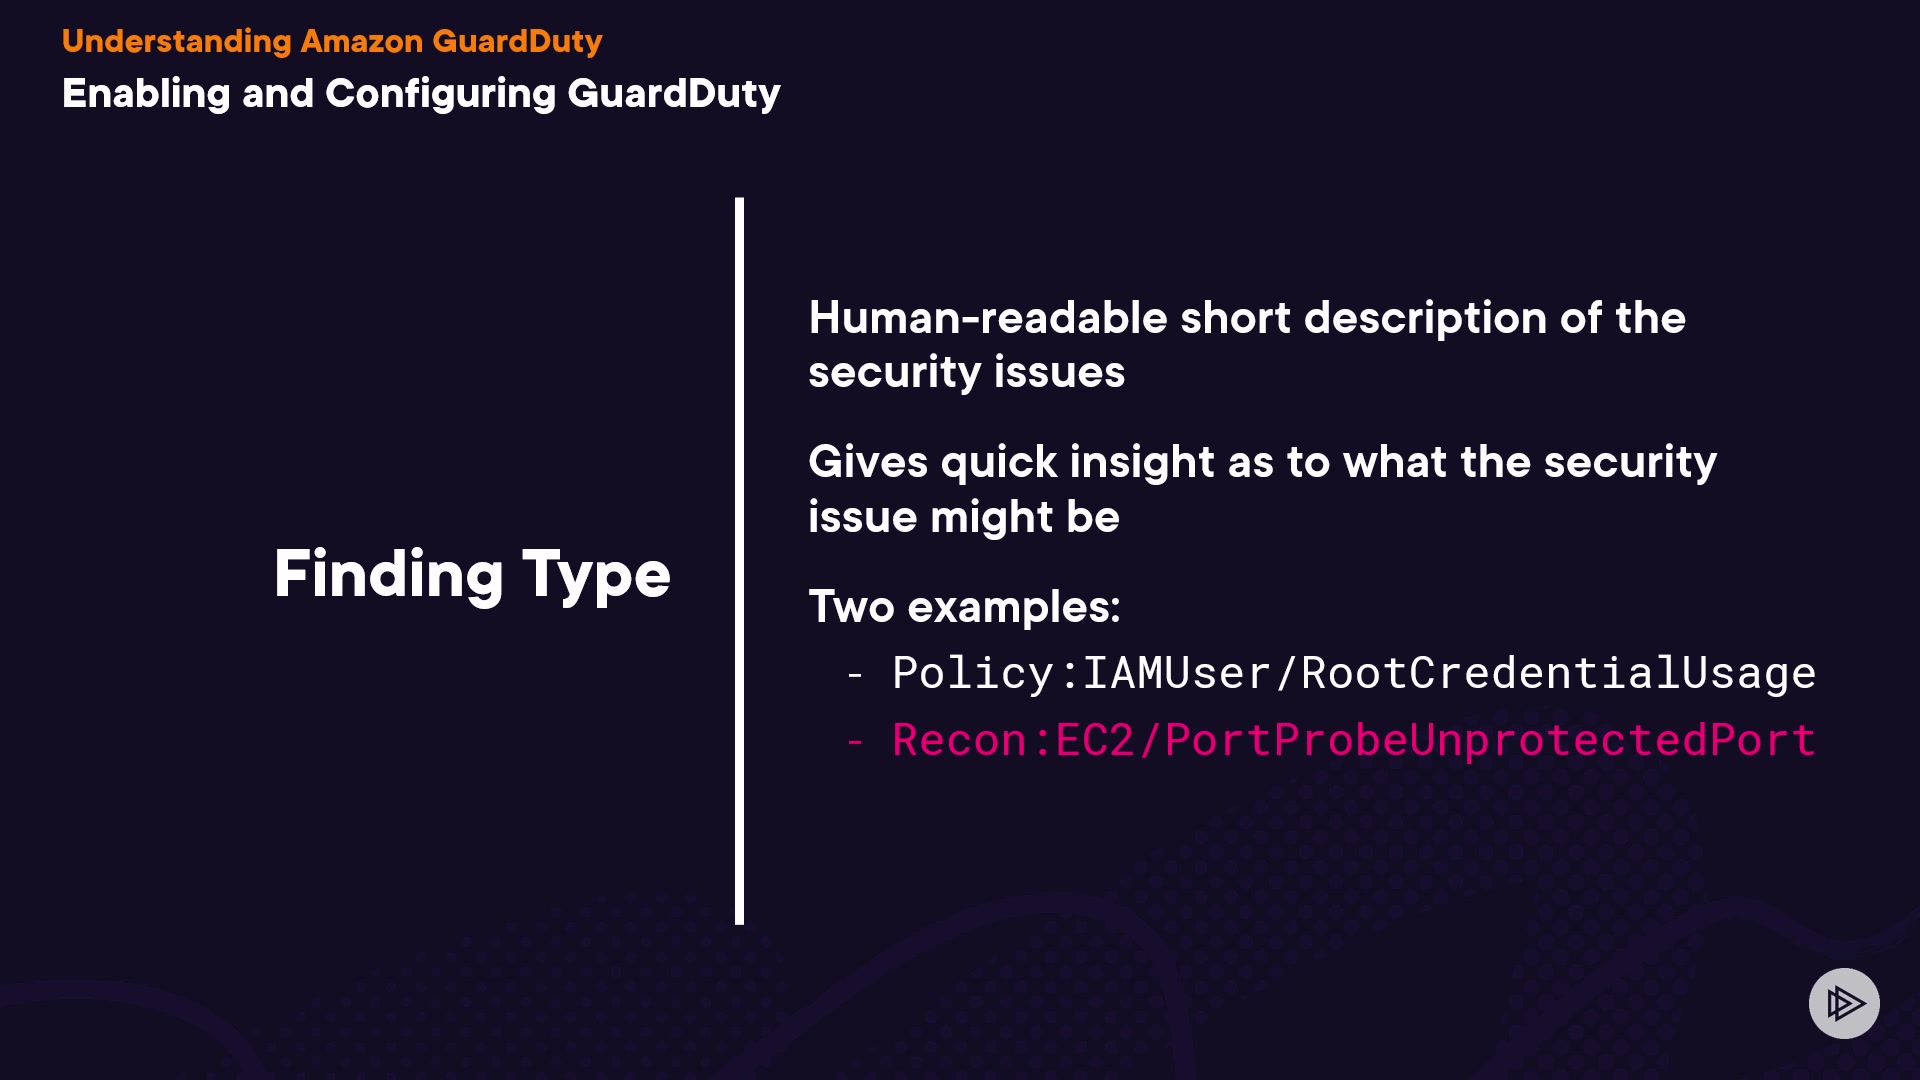 Understanding Amazon GuardDuty
Enabling and Configuring GuardDuty
Finding Type
Human-readable short description of the
security issues
Gives quick insight as to what the security
issue might be
Two examples:
- Policy:IAMUser/RootCredentialUsage
- Recon:EC2/PortProbeUnprotectedPort